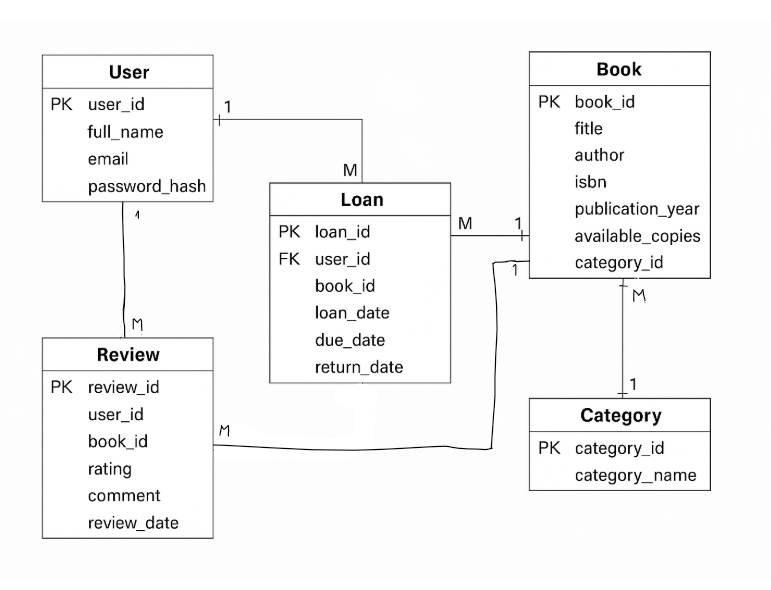 User
PK user_id
full_name
email
password_hash
1
M
Loan
PK loan_id
FK user_id
book_id
loan_date
due_date
return_date
M
1
Book
PK book_id
fitle
author
isbn
publication_year
available_copies
category_id
1
M
1
Category
PK category_id
category_name
1
M
Review
PK review_id
user_id
book_id
rating
comment
review_date
M